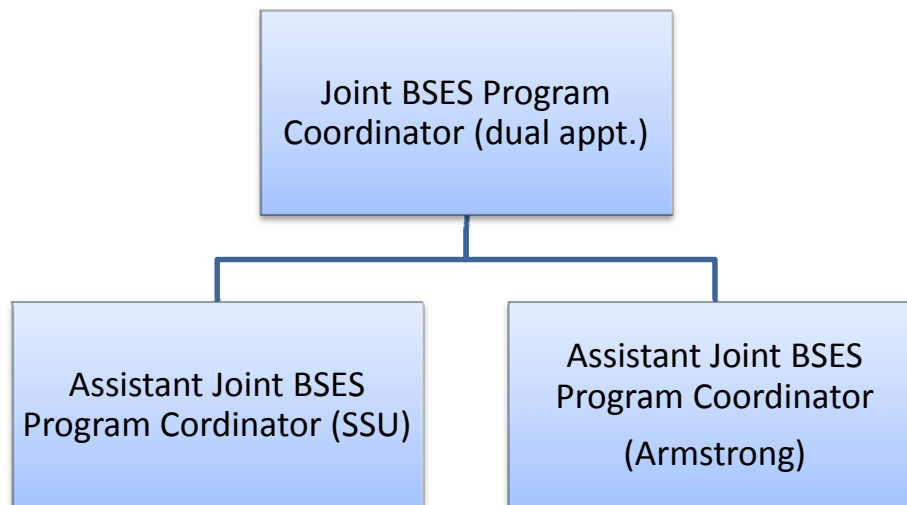 Joint BSES Program
Coordinator (dual appt.)
Assistant Joint BSES
Program Cordinator (SSU)
Assistant Joint BSES
Program Coordinator
(Armstrong)